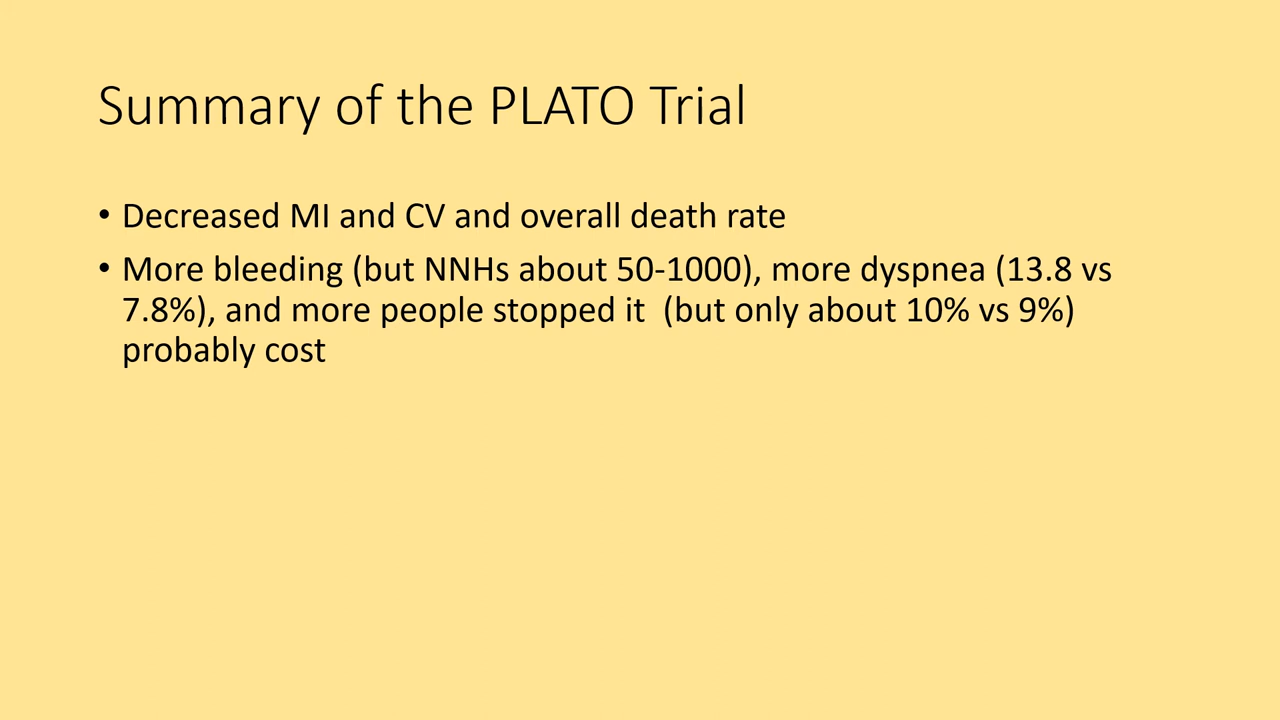 Summary of the PLATO Trial
• Decreased MI and CV and overall death rate
• More bleeding (but NNHs about 50-1000), more dyspnea (13.8 vs
7.8%), and more people stopped it  (but only about 10% vs 9%)
probably cost